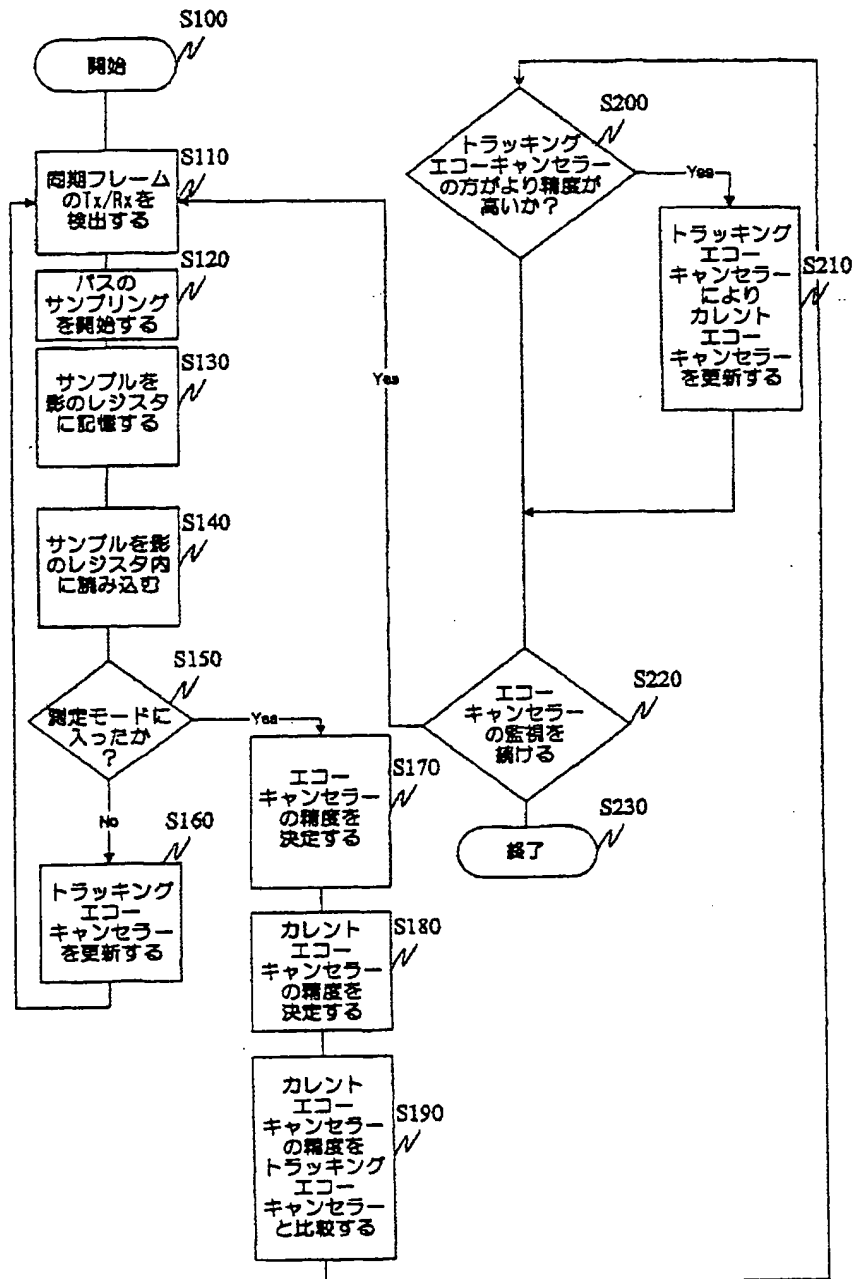 S100
開始
S110
同期フレーム
のTx/Rxを
検出する
S120
パスの
サンプリング
を開始する
S130
サンプルを
影のレジスタ
に記憶する
S140
サンプルを影
のレジスタ内
に読み込む
S150
測定モードに
入ったか
?
Yes
No
S160
トラッキング
エコー
キャンセラー
を更新する
S170
エコー
キャンセラー
の精度を
決定する
S180
カレント
エコー
キャンセラー
の精度を
決定する
S190
カレント
エコー
キャンセラー
の精度を
トラッキング
エコー
キャンセラー
と比較する
S200
トラッキング
エコーキャンセラー
の方がより精度が
高いか?
Yes
S210
トラッキング
エコー
キャンセラー
により
カレント
エコー
キャンセラー
を更新する
S220
エコー
キャンセラー
の監視を
続ける
Yes
S230
終了